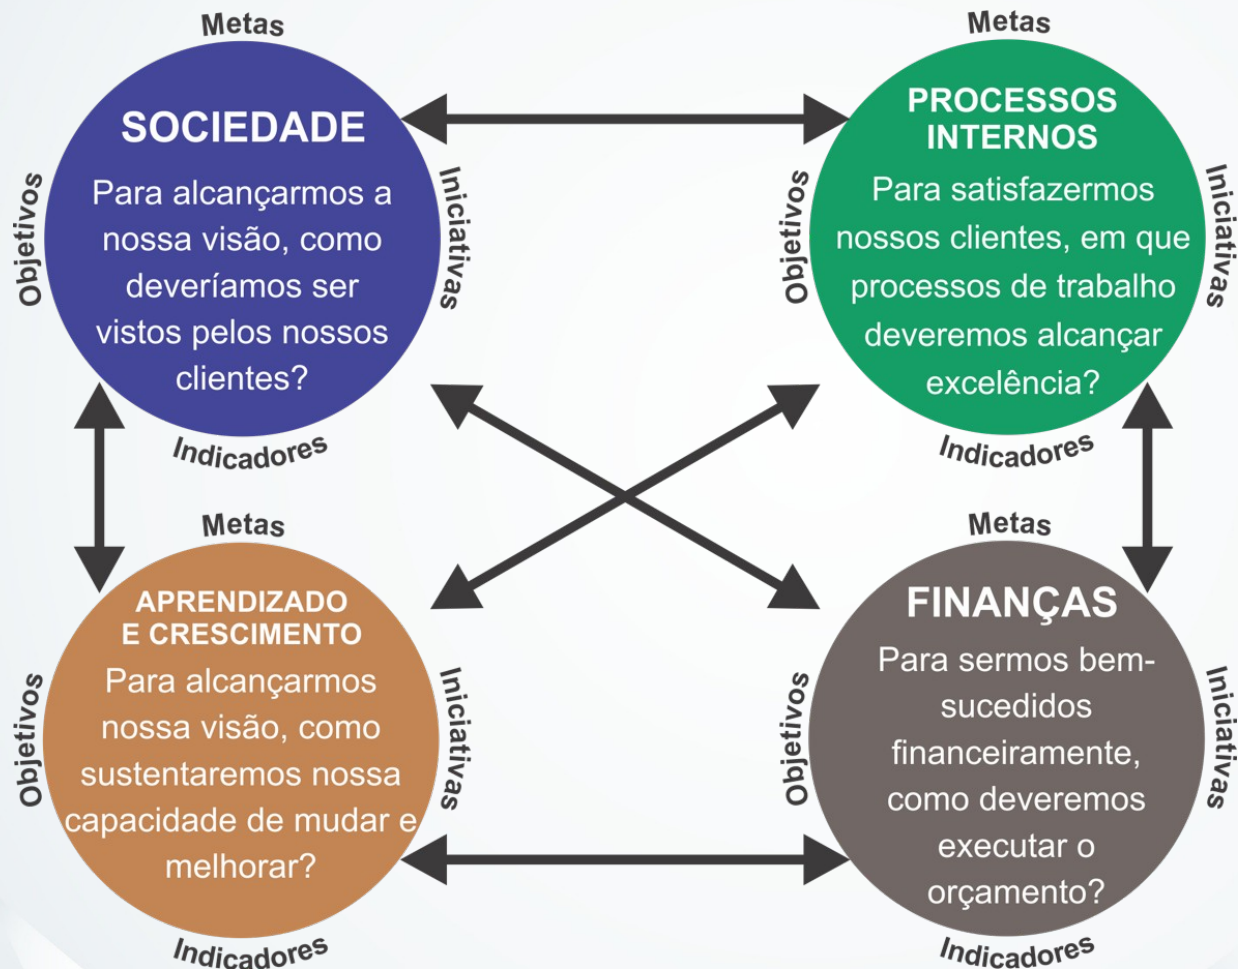 Metas
Objetivos
SOCIEDADE
Para alcançarmos a
nossa visão, como
deveríamos ser
vistos pelos nossos
clientes?
Iniciativas
Indicadores
Metas
Objetivos
PROCESSOS
INTERNOS
Para satisfazermos
nossos clientes, em que
processos de trabalho
deveremos alcançar
excelência?
Iniciativas
Indicadores
Metas
Objetivos
APRENDIZADO
E CRESCIMENTO
Para alcançarmos
nossa visão, como
sustentaremos nossa
capacidade de mudar e
melhorar?
Iniciativas
Indicadores
Metas
Objetivos
FINANÇAS
Para sermos bem-
sucedidos
financeiramente,
como deveremos
executar o
orçamento?
Iniciativas
Indicadores